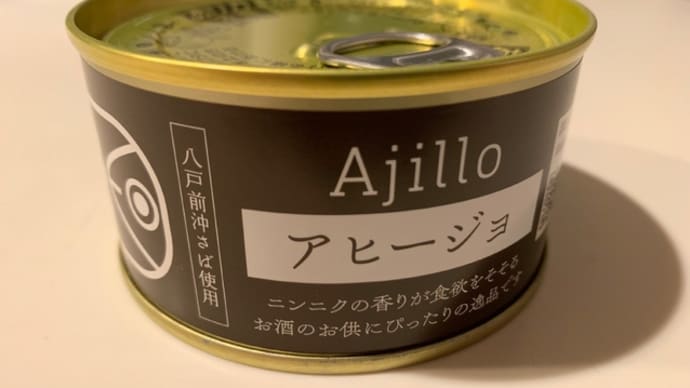 八戸前沖さば使用
Ajillo
アヒージョ
ニンニクの香りが食欲をそそる
お酒のお供にぴったりの逸品です